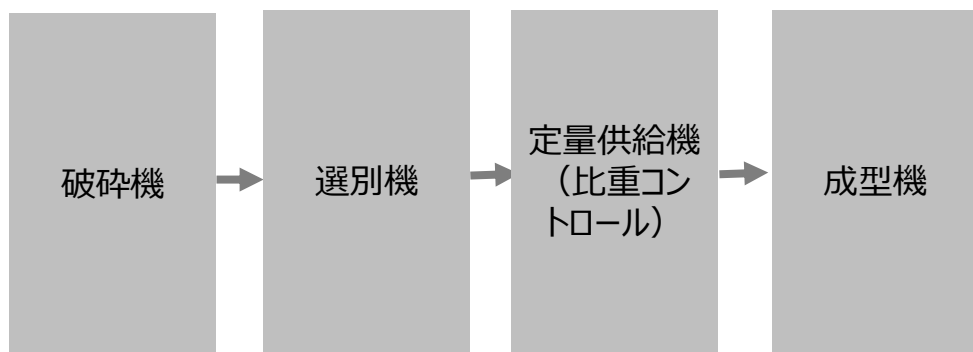 破砕機
選別機
定量供給機
（比重コン
トロール）
成型機